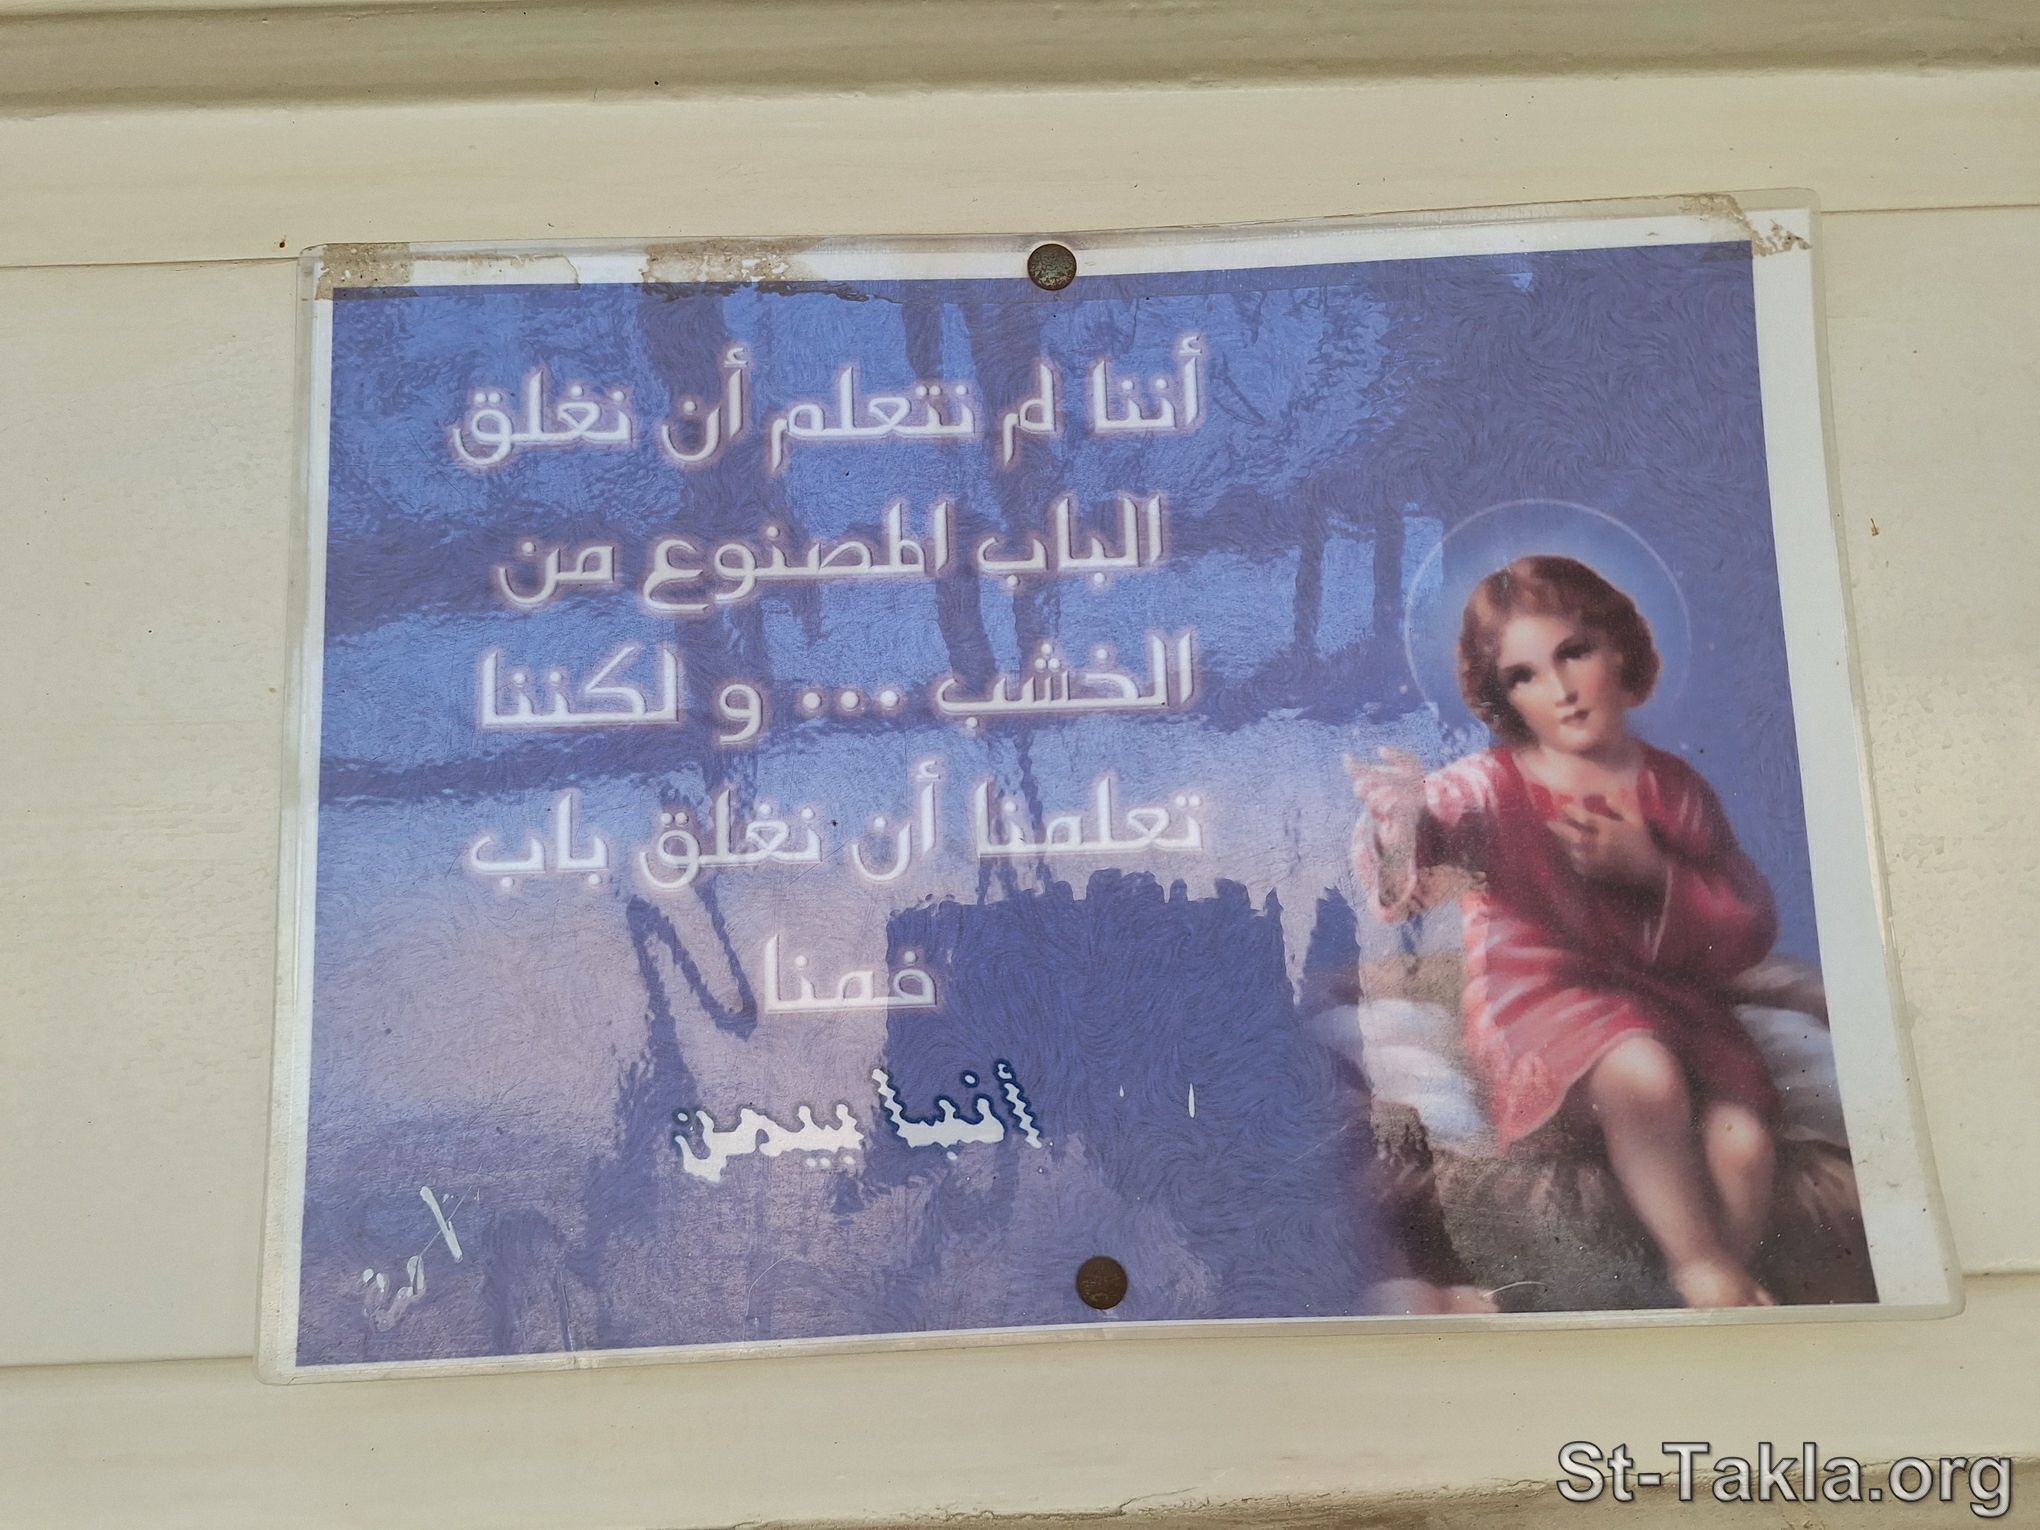 أننا لم نتعلم أن نغلق
الباب المصنوع من
الخشب ... و لكننا
تعلمنا أن نغلق باب
فمنا
أنبا بيمن
St-Takla.org